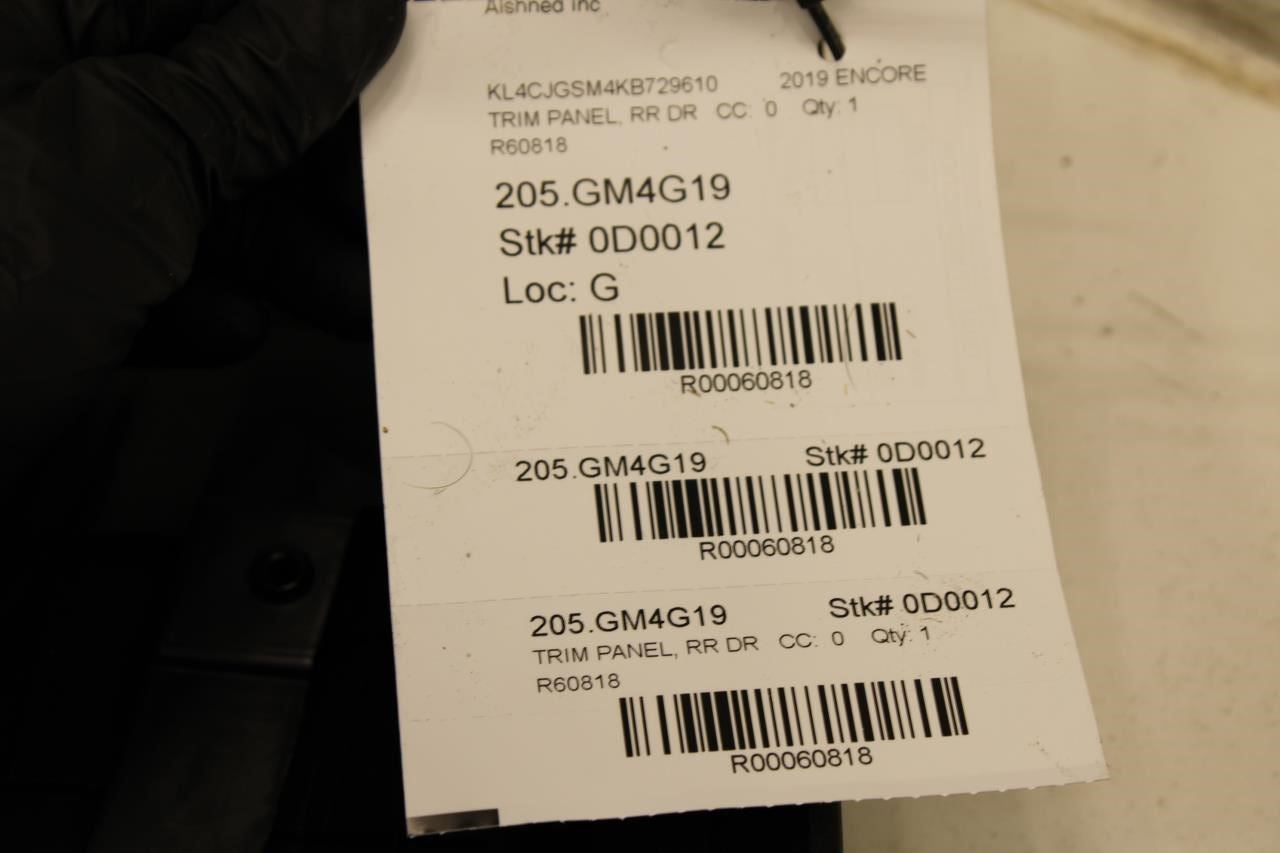 Aishned Inc
KL4CJGSM4KB729610 2019 ENCORE
TRIM PANEL, RR DR CC: 0 Qty: 1
R60818
205.GM4G19
Stk# 0D0012
Loc: G
R00060818
205.GM4G19 Stk# 0D0012
R00060818
205.GM4G19 Stk# 0D0012
TRIM PANEL, RR DR CC: 0 Qty: 1
R60818
R00060818